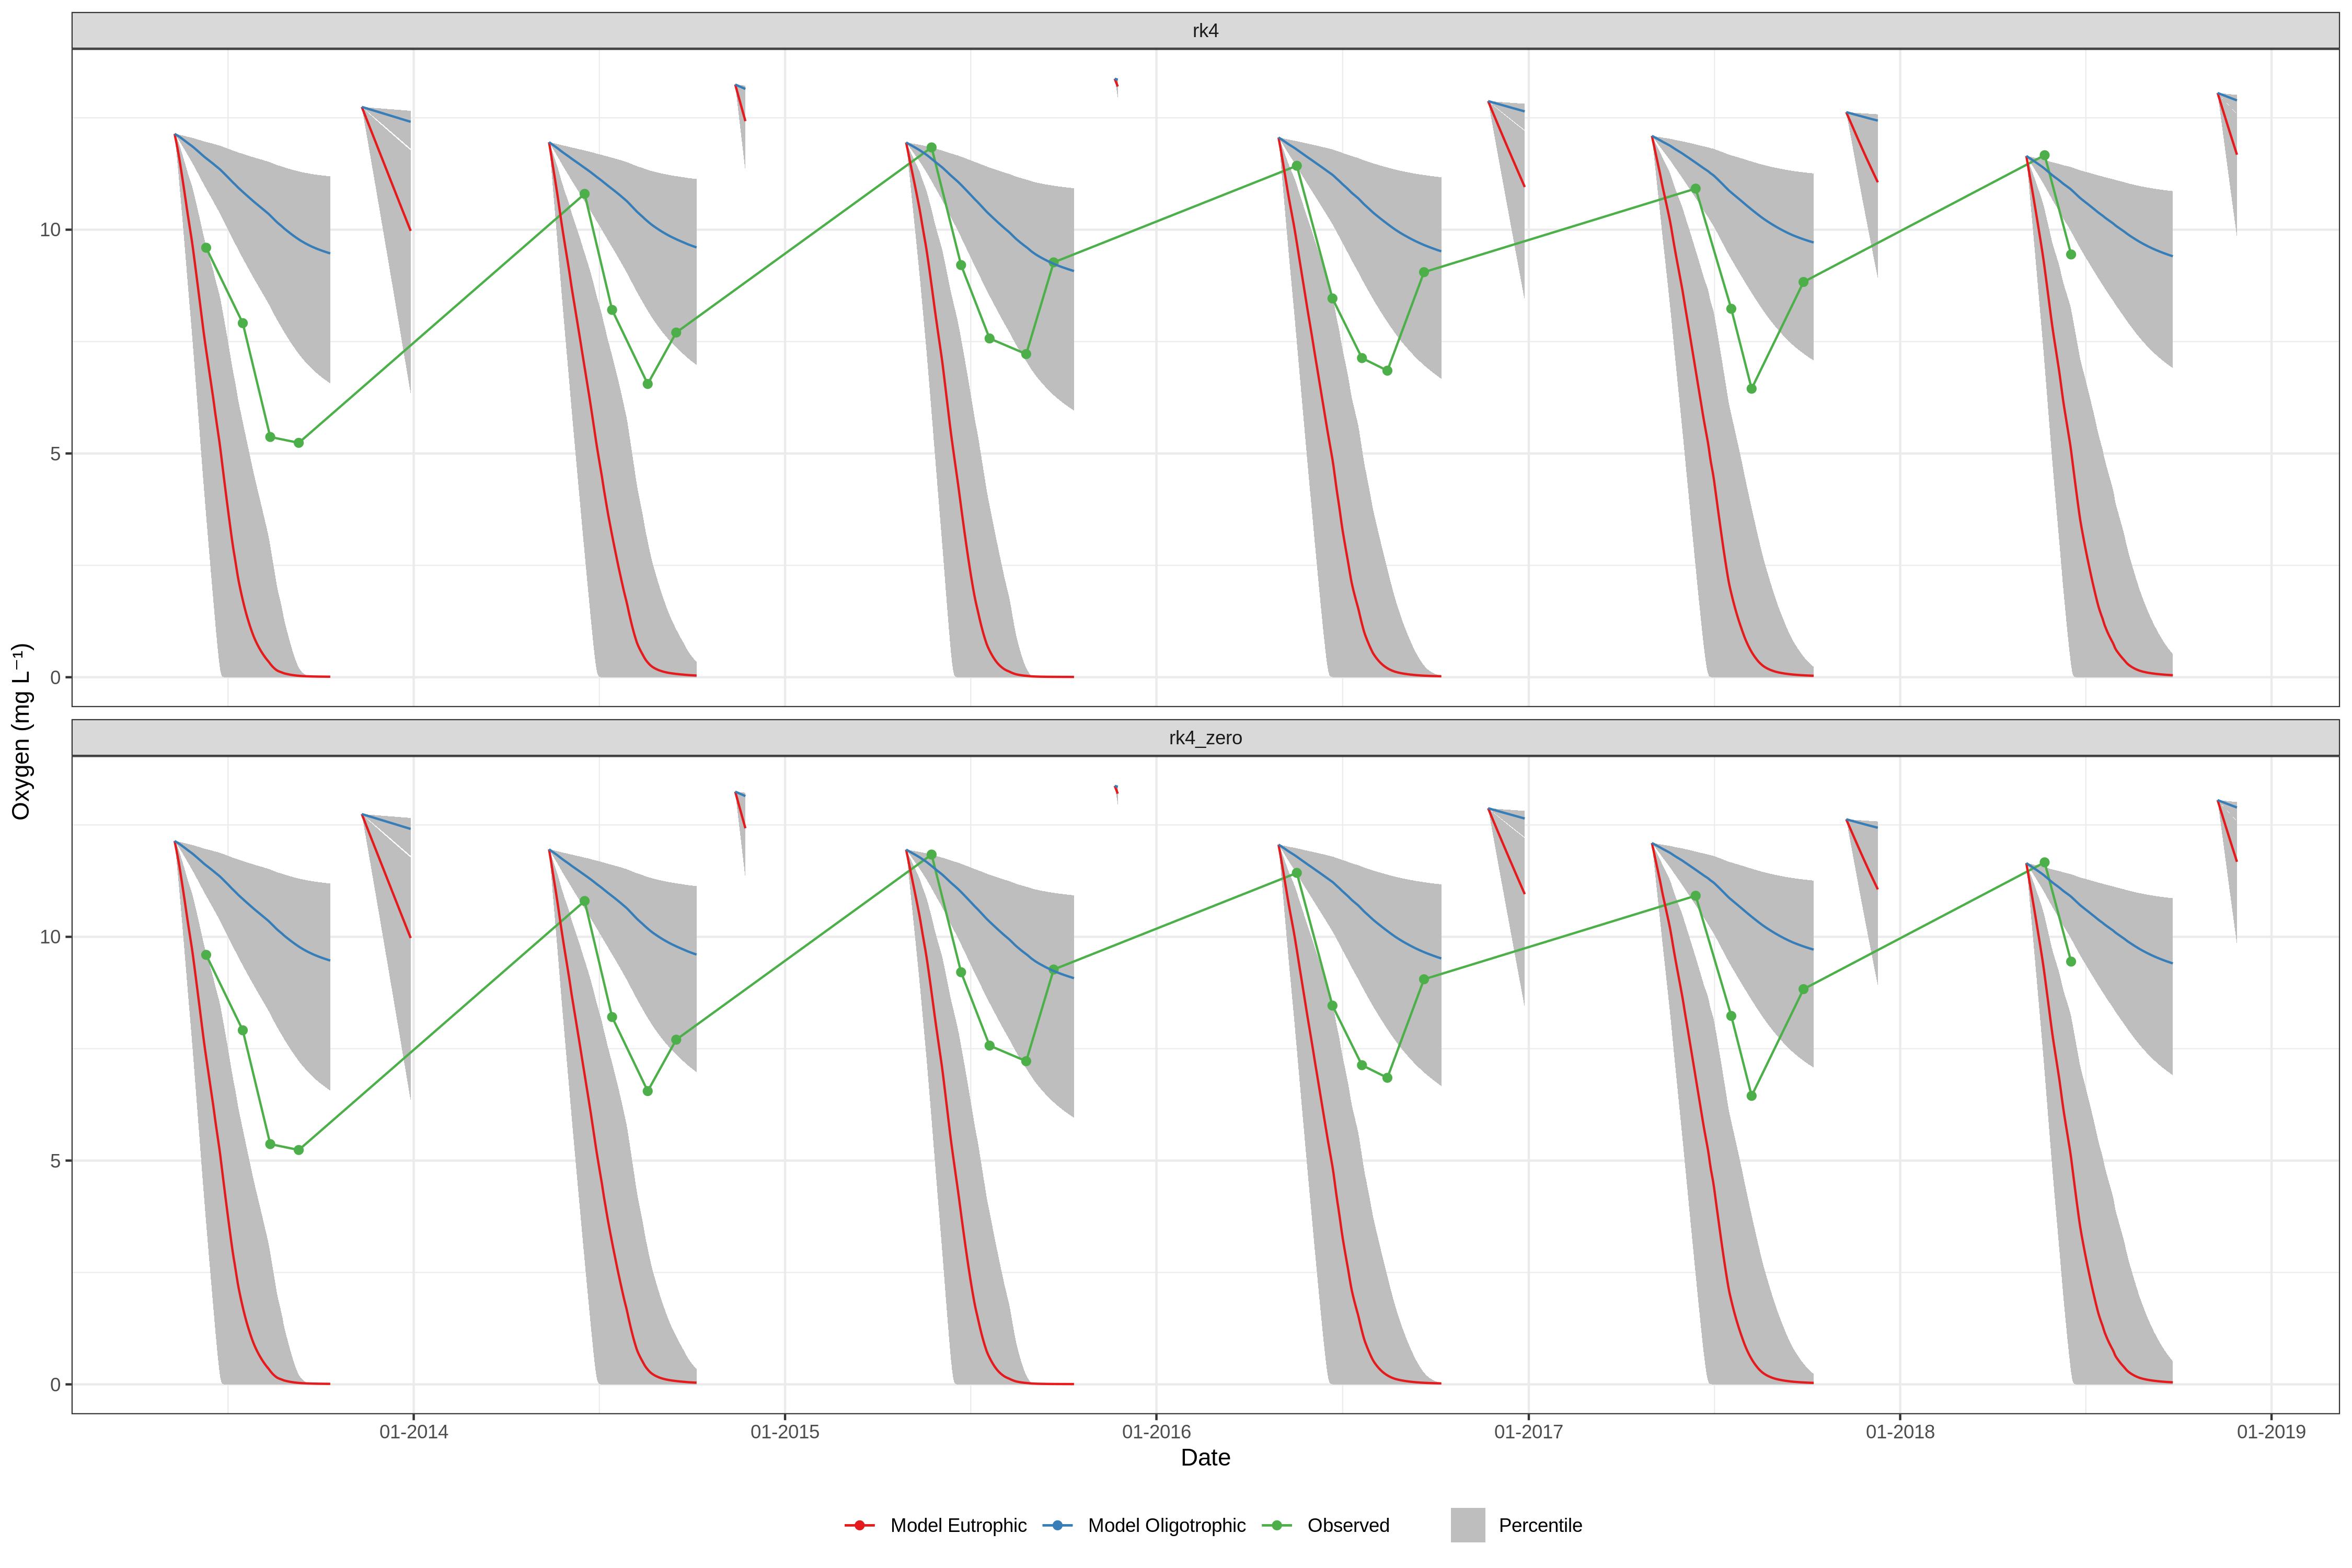 rk4
10
5
0
Oxygen (mg L⁻¹)
rk4_zero
10
5
0
01-2014 01-2015 01-2016 01-2017 01-2018 01-2019
Date
Model Eutrophic Model Oligotrophic Observed Percentile